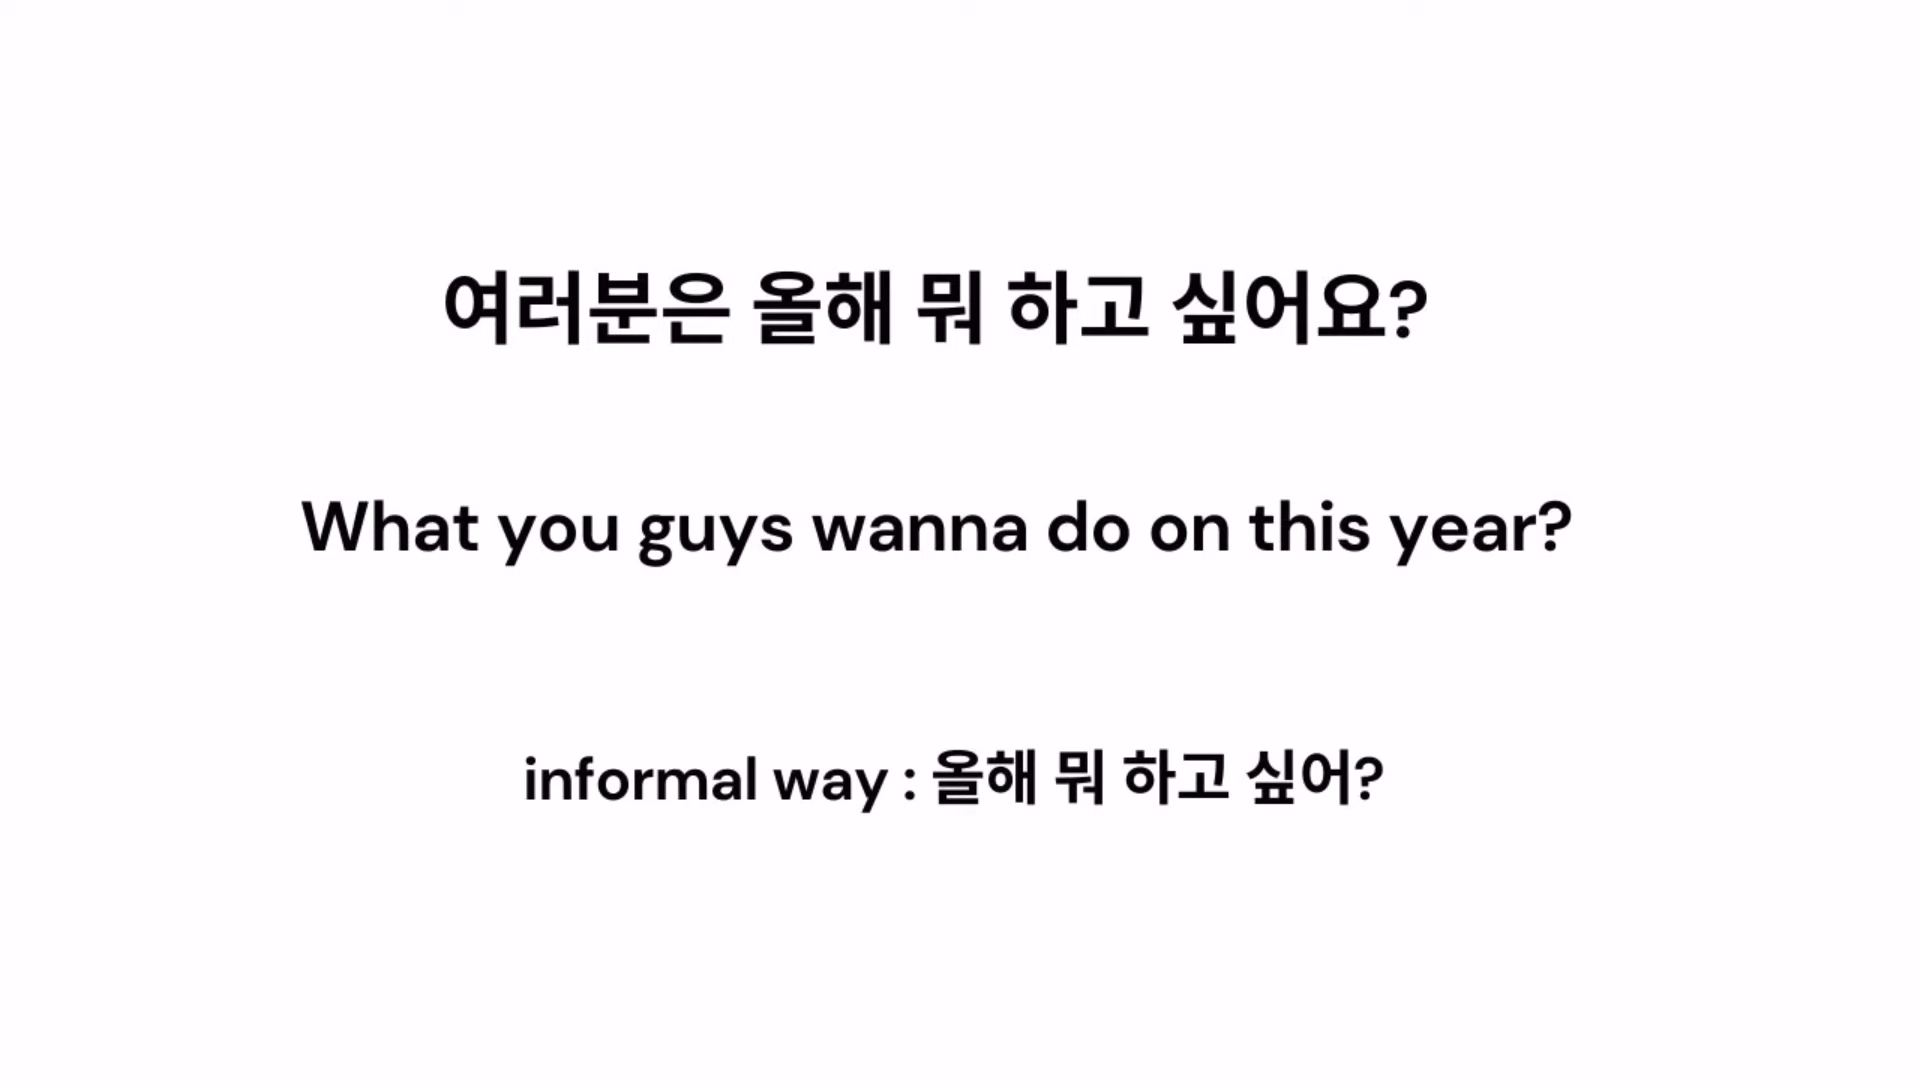 여러분은 올해 뭐 하고 싶어요?
What you guys wanna do on this year?
informal way : 올해 뭐 하고 싶어?